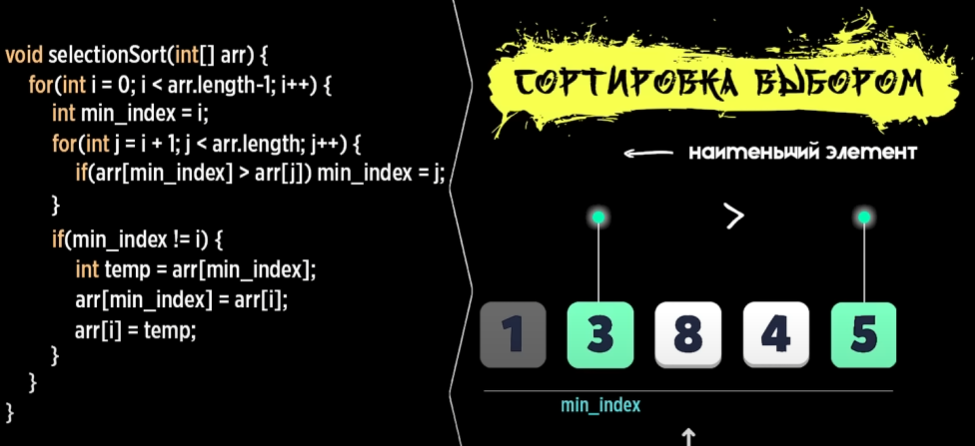 void selectionSort(int[] arr) {
for(int i = 0; i < arr.length-1; i++) {
int min_index = i;
for(int j = i + 1; j < arr.length; j++) {
if(arr[min_index] > arr[j]) min_index = j;
}
if(min_index != i) {
int temp = arr[min_index];
arr[min_index] = arr[i];
arr[i] = temp;
}
}
}
СОРТИРОВКА ВЫБОРОМ
наименьший элемент
>
1 3 8 4 5
min_index